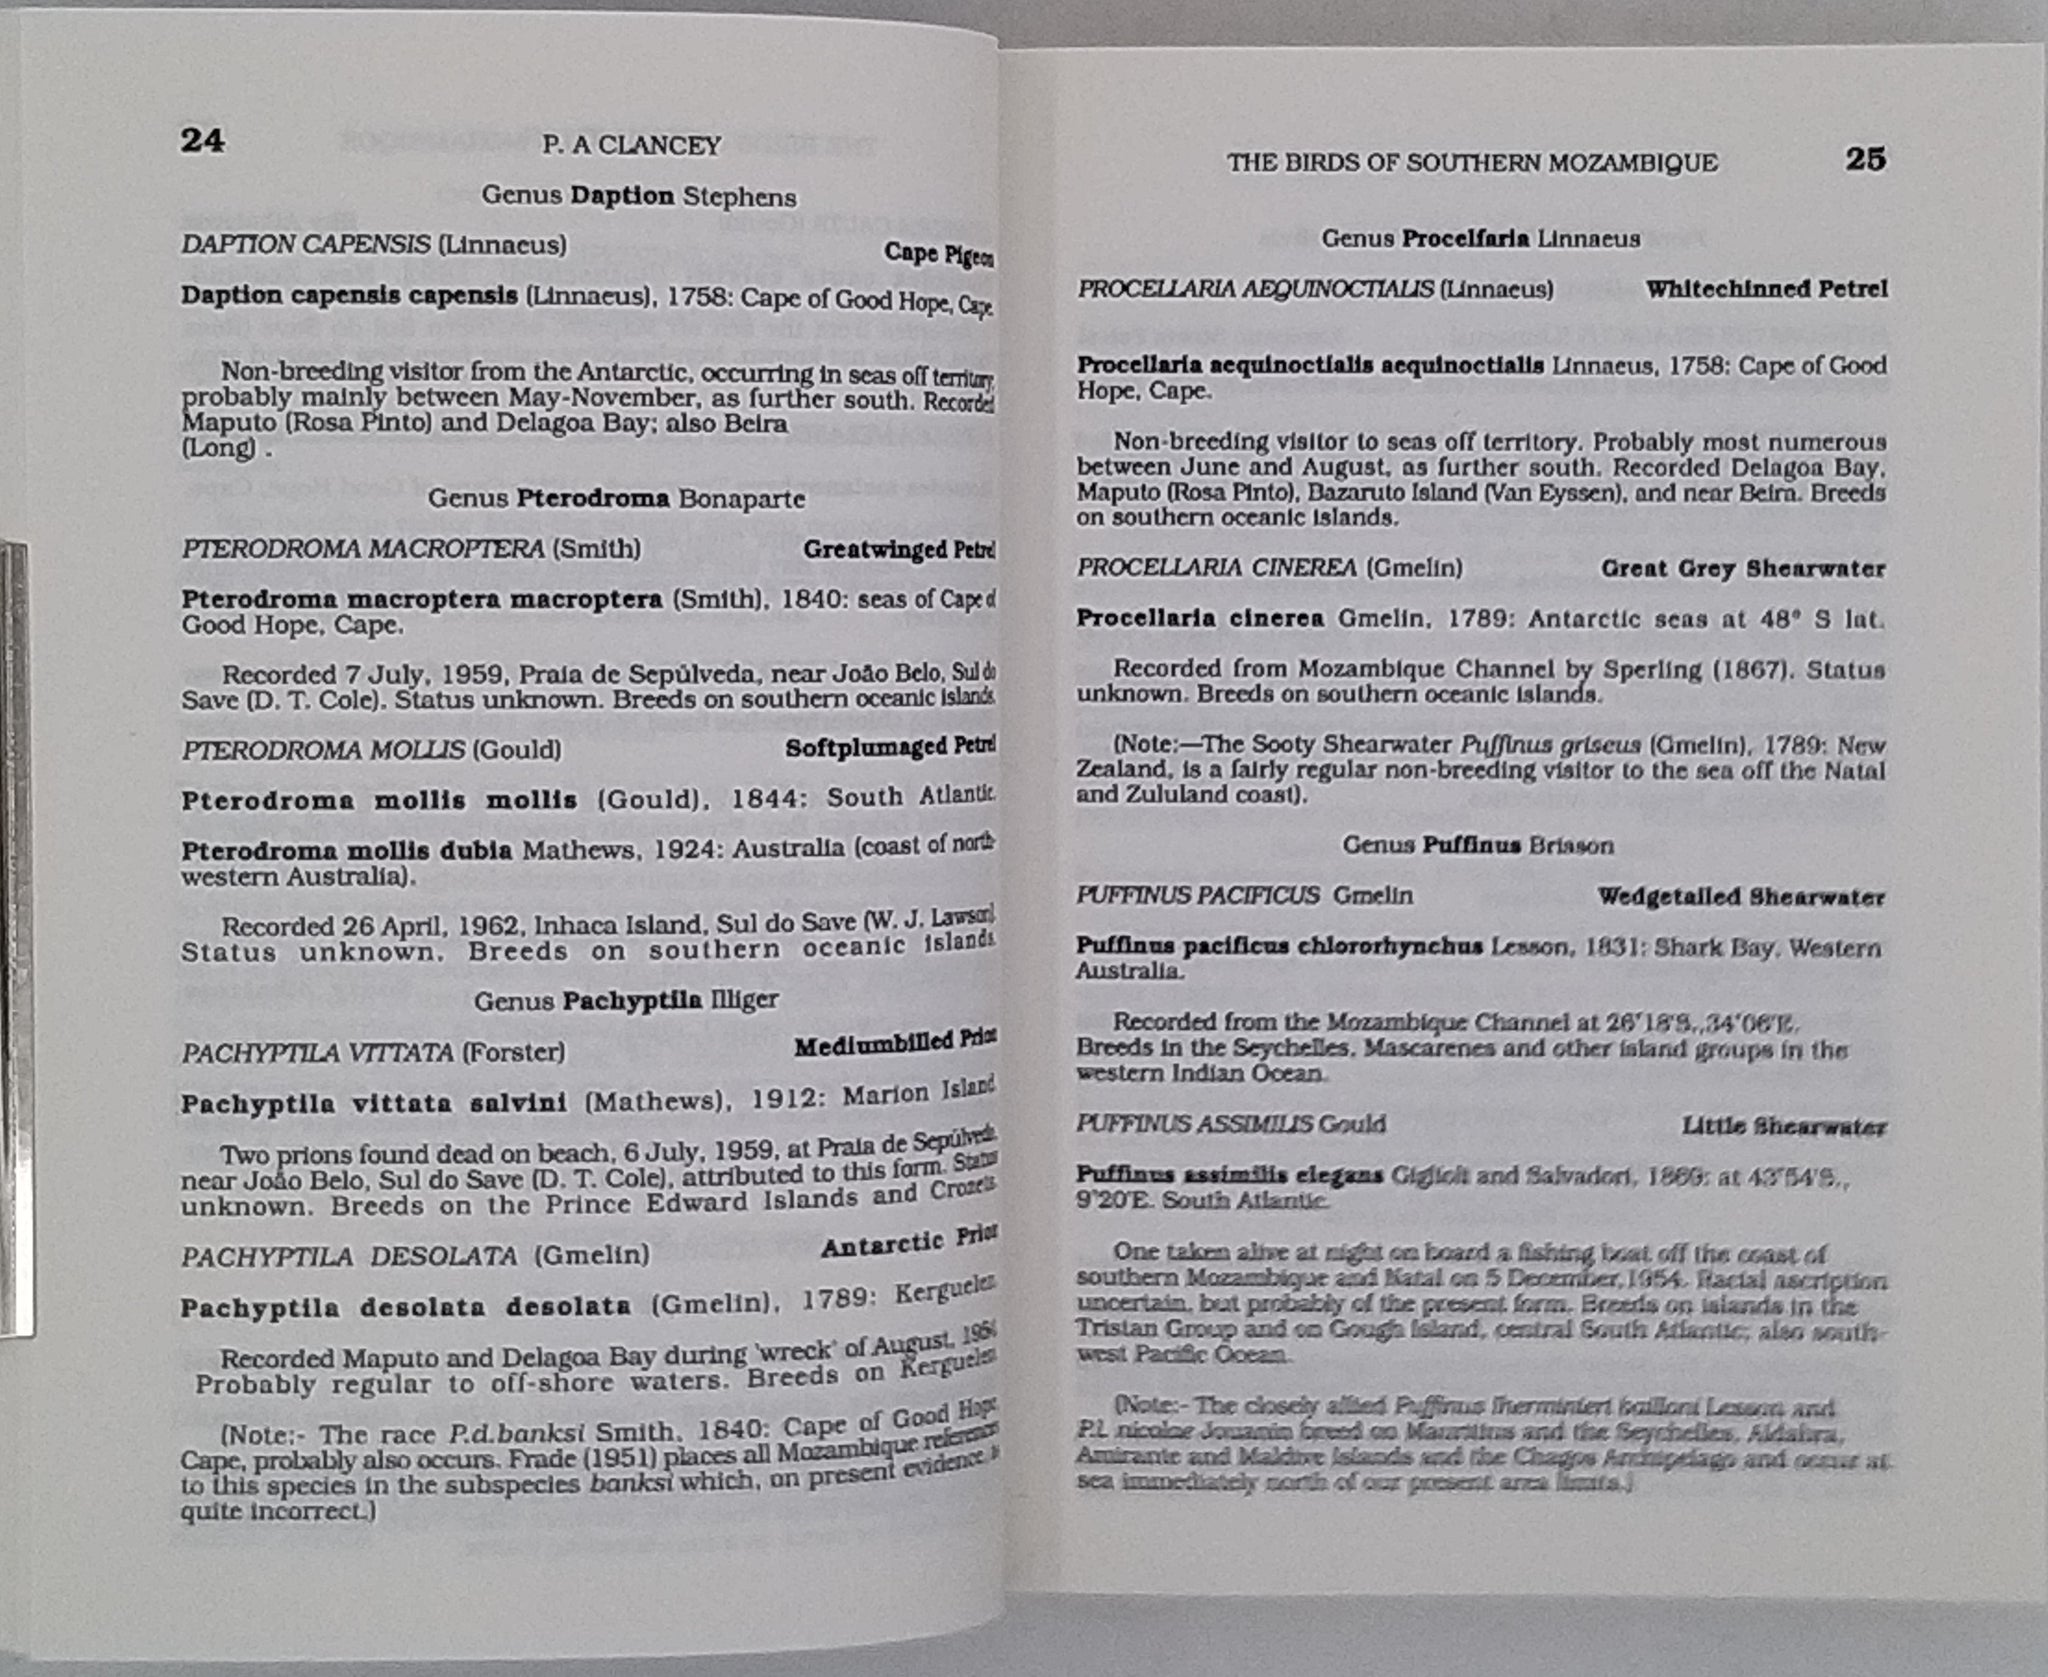 24
P. A CLANCEY
Genus Daption Stephens
DAPTION CAPENSIS (Linnaeus) Cape Pigeon
Daption capensis capensis (Linnaeus), 1758: Cape of Good Hope, Cape.
Non-breeding visitor from the Antarctic, occurring in seas off territory,
probably mainly between May-November, as further south. Recorded
Maputo (Rosa Pinto) and Delagoa Bay; also Beira
(Long) .
Genus Pterodroma Bonaparte
PTERODROMA MACROPTERA (Smith) Greatwinged Petrel
Pterodroma macroptera macroptera (Smith), 1840: seas of Cape of
Good Hope, Cape.
Recorded 7 July, 1959, Praia de Sepúlveda, near João Belo, Sul do
Save (D. T. Cole). Status unknown. Breeds on southern oceanic islands.
PTERODROMA MOLLIS (Gould) Softplumaged Petrel
Pterodroma mollis mollis (Gould), 1844: South Atlantic.
Pterodroma mollis dubia Mathews, 1924: Australia (coast of north-
western Australia).
Recorded 26 April, 1962, Inhaca Island, Sul do Save (W. J. Lawson).
Status unknown. Breeds on southern oceanic islands.
Genus Pachyptila Illiger
PACHYPTILA VITTATA (Forster) Mediumbilled Prion
Pachyptila vittata salvini (Mathews), 1912: Marion Island.
Two prions found dead on beach, 6 July, 1959, at Praia de Sepúlveda,
near João Belo, Sul do Save (D. T. Cole), attributed to this form. Status
unknown. Breeds on the Prince Edward Islands and Crozets.
PACHYPTILA DESOLATA (Gmelin) Antarctic Prion
Pachyptila desolata desolata (Gmelin), 1789: Kerguelen.
Recorded Maputo and Delagoa Bay during 'wreck' of August,
Probably regular to off-shore waters. Breeds on Kerguelen.
(Note:- The race P.d.banksi Smith, 1840: Cape of Good Hope,
Cape, probably also occurs. Frade (1951) places all Mozambique references
to this species in the subspecies banksi which, on present evidence is
quite incorrect.)
THE BIRDS OF SOUTHERN MOZAMBIQUE
25
Genus Procelfaria Linnaeus
PROCELLARIA AEQUINOCTIALIS (Linnaeus) Whitechinned Petrel
Procellaria aequinoctialis aequinoctialis Linnaeus, 1758: Cape of Good
Hope, Cape.
Non-breeding visitor to seas off territory. Probably most numerous
between June and August, as further south. Recorded Delagoa Bay,
Maputo (Rosa Pinto), Bazaruto Island (Van Eyssen), and near Beira. Breeds
on southern oceanic islands.
PROCELLARIA CINEREA (Gmelin) Great Grey Shearwater
Procellaria cinerea Gmelin, 1789: Antarctic seas at 48° S lat.
Recorded from Mozambique Channel by Sperling (1867). Status
unknown. Breeds on southern oceanic islands.
(Note:—The Sooty Shearwater Puffinus griseus (Gmelin), 1789: New
Zealand, is a fairly regular non-breeding visitor to the sea off the Natal
and Zululand coast).
Genus Puffinus Brisson
PUFFINUS PACIFICUS Gmelin Wedgetailed Shearwater
Puffinus pacificus chlororhynchus Lesson, 1831: Shark Bay, Western
Australia.
Recorded from the Mozambique Channel at 26°18'S.,34°06'E.
Breeds in the Seychelles, Mascarenes and other island groups in the
western Indian Ocean.
PUFFINUS ASSIMILIS Gould Little Shearwater
Puffinus assimilis elegans Giglioli and Salvadori, 1869: at 43°54'S.,
9°20'E. South Atlantic.
One taken alive at night on board a fishing boat off the coast of
southern Mozambique and Natal on 5 December,1954. Racial ascription
uncertain, but probably of the present form. Breeds on islands in the
Tristan Group and on Gough Island, central South Atlantic; also south-
west Pacific Ocean.
(Note:- The closely allied Puffinus lherminieri bailloni Lesson and
P.l. nicolae Jouanin breed on Mauritius and the Seychelles, Aldabra,
Amirante and Maldive Islands and the Chagos Archipelago and occur at
sea immediately north of our present area limits.)